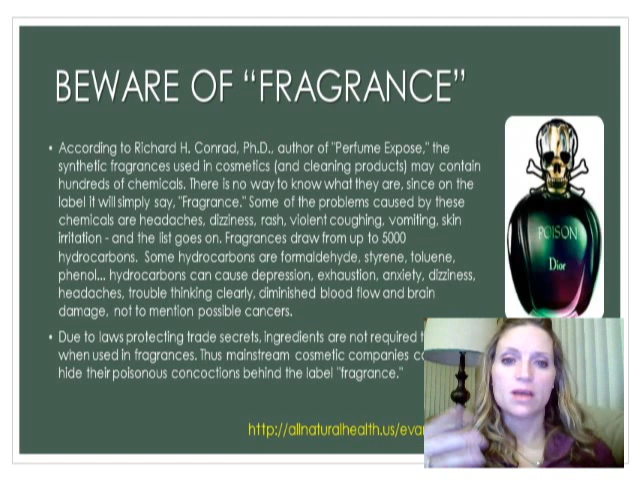 BEWARE OF “FRAGRANCE”
• According to Richard H. Conrad, Ph.D., author of "Perfume Expose," the
synthetic fragrances used in cosmetics (and cleaning products) may contain
hundreds of chemicals. There is no way to know what they are, since on the
label it will simply say, "Fragrance." Some of the problems caused by these
chemicals are headaches, dizziness, rash, violent coughing, vomiting, skin
irritation - and the list goes on. Fragrances draw from up to 5000
hydrocarbons. Some hydrocarbons are formaldehyde, styrene, toluene,
phenol... hydrocarbons can cause depression, exhaustion, anxiety, dizziness,
headaches, trouble thinking clearly, diminished blood flow and brain
damage, not to mention possible cancers.
• Due to laws protecting trade secrets, ingredients are not required
when used in fragrances. Thus mainstream cosmetic companies
hide their poisonous concoctions behind the label "fragrance."
http://allnaturalhealth.us/evan
POISON
Dior